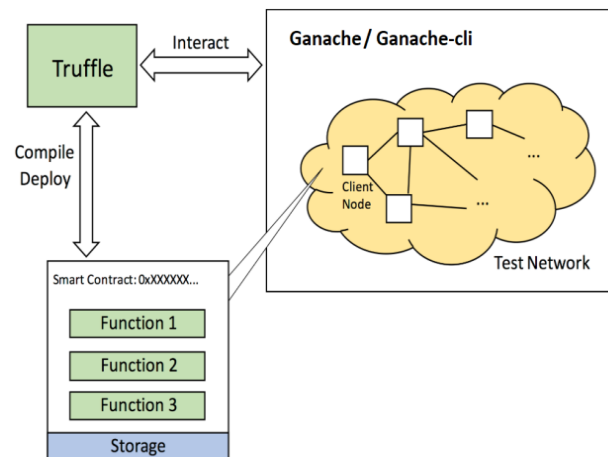 Truffle
Interact
Ganache / Ganache-cli
Compile
Deploy
Client
Node
...
...
Test Network
Smart Contract: 0xXXXXXX...
Function 1
Function 2
Function 3
Storage